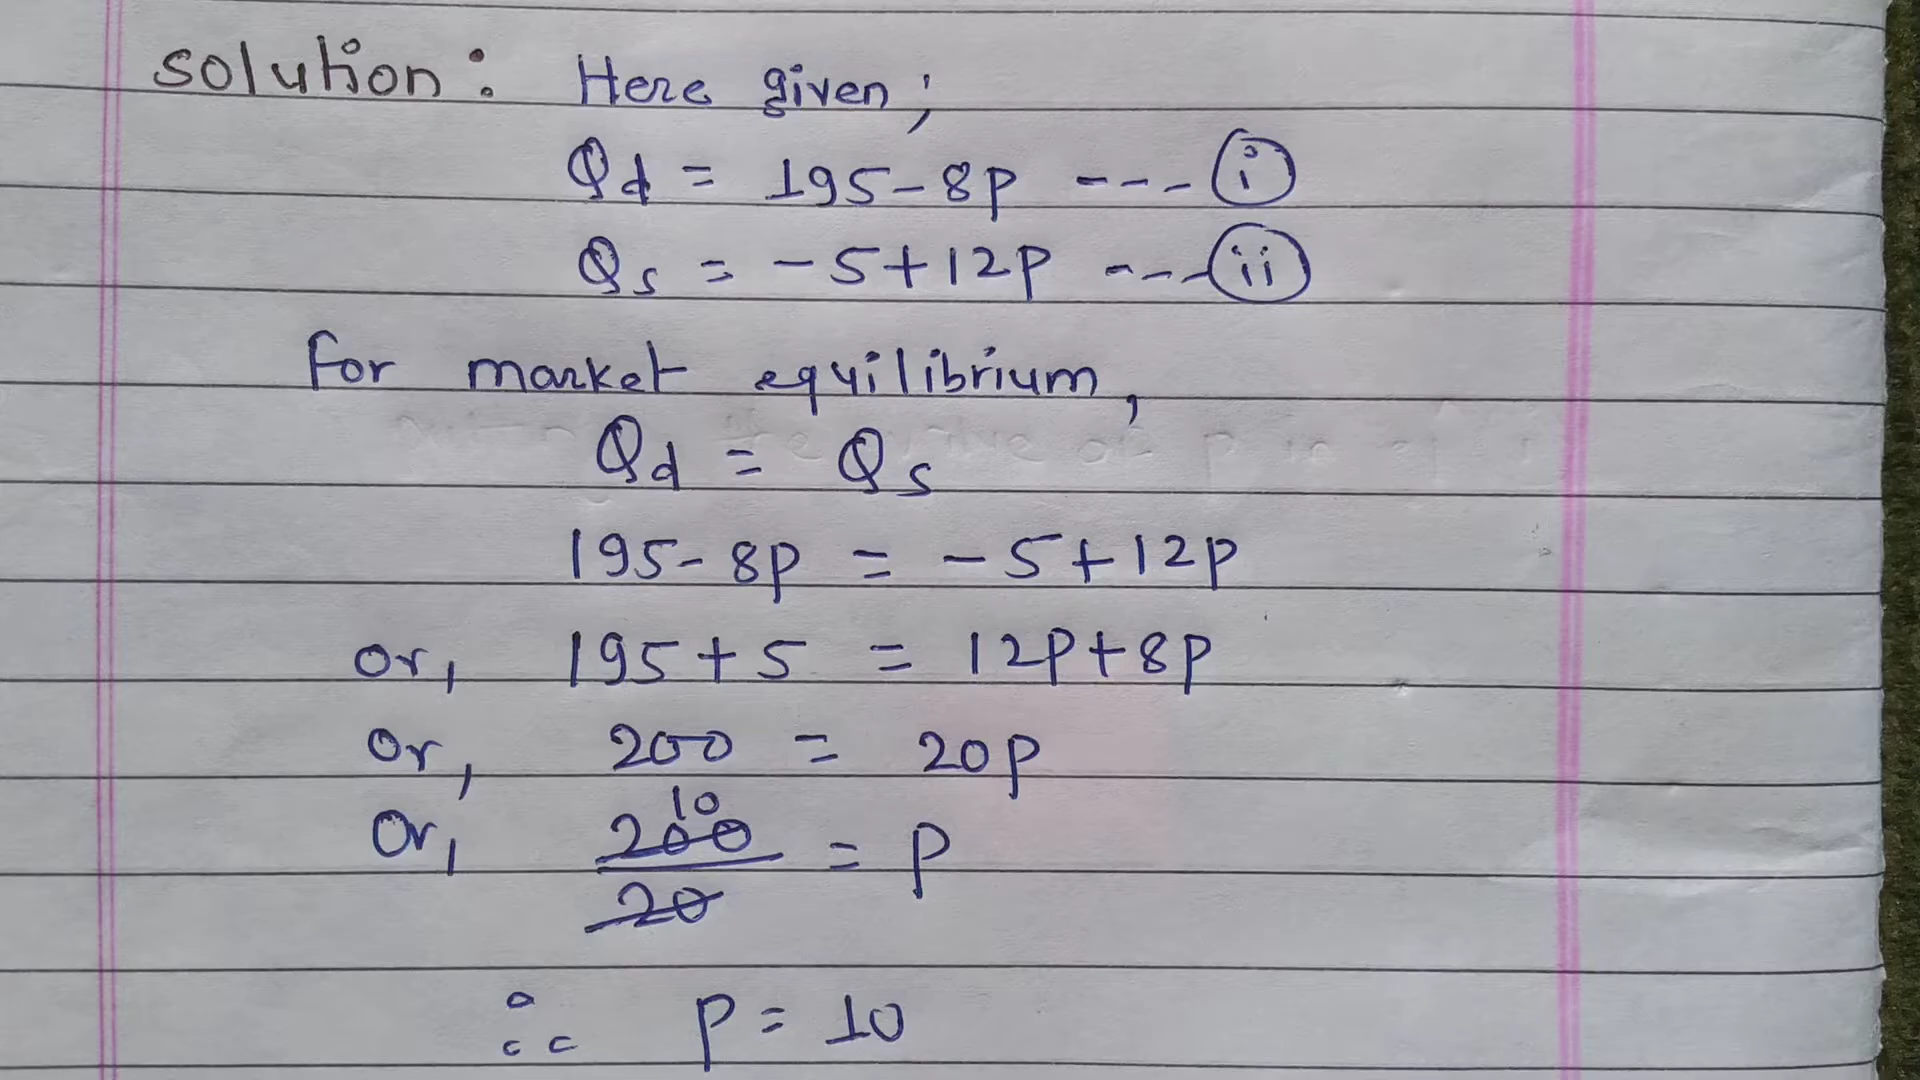 solution: Here given;
Qd = 195-8p ---- (i)
Qs = -5+12p ---(ii)
For market equilibrium,
Qd = Qs
195-8p = -5+12p
or, 195+5 = 12p+8p
or, 200 = 20p
10
or, 200/20 = p
∴ p = 10